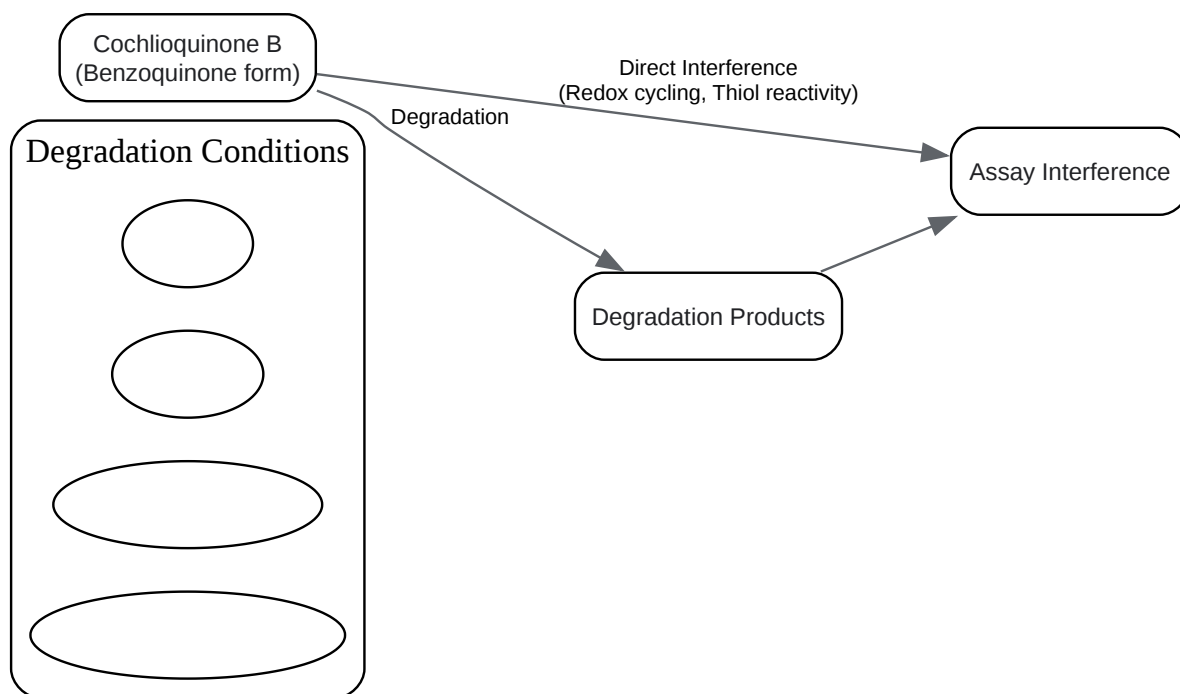 Cochlioquinone B
(Benzoquinone form)
Direct Interference
(Redox cycling, Thiol reactivity)
Degradation
Degradation Conditions
Assay Interference
Degradation Products